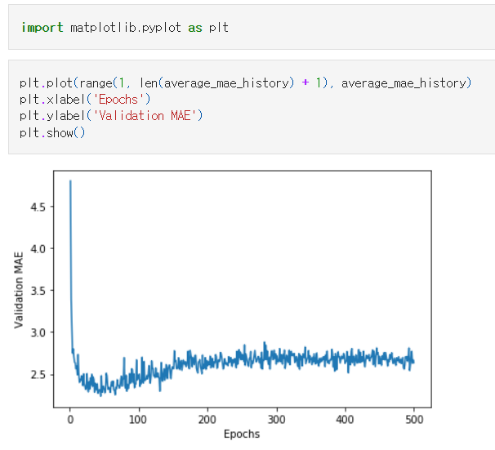 import matplotlib.pyplot as plt
plt.plot(range(1, len(average_mae_history) + 1), average_mae_history)
plt.xlabel('Epochs')
plt.ylabel('Validation MAE')
plt.show()
4.5
4.0
3.5
3.0
2.5
Validation MAE
0 100 200 300 400 500
Epochs